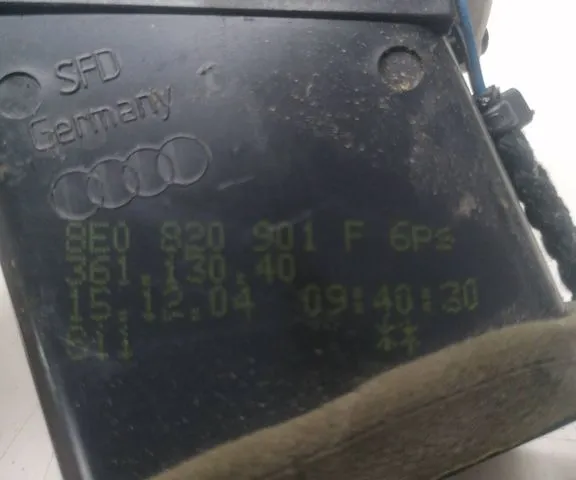 SFD
Germany
8E0 820 901 F 6Ps
361.130.40
15.12.04 09:40:30
**